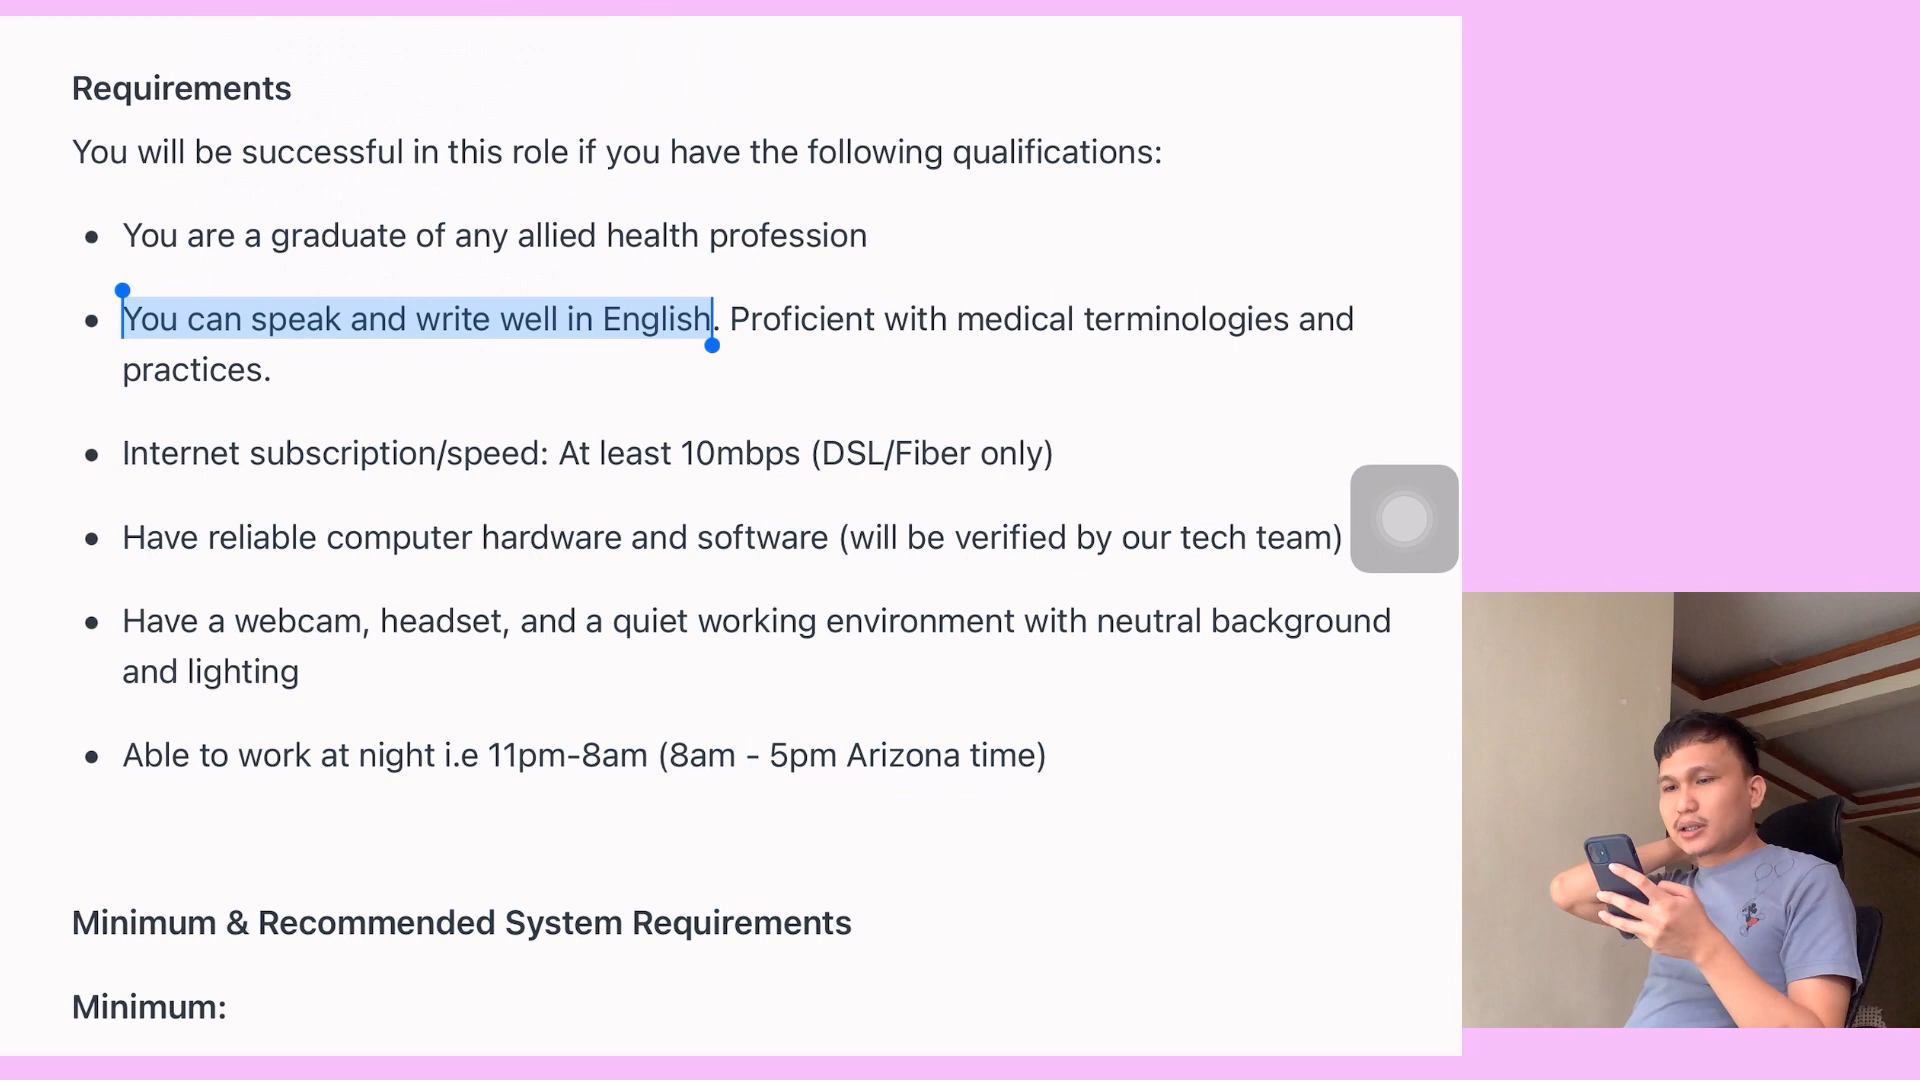 Requirements
You will be successful in this role if you have the following qualifications:
• You are a graduate of any allied health profession
• You can speak and write well in English. Proficient with medical terminologies and
practices.
• Internet subscription/speed: At least 10mbps (DSL/Fiber only)
• Have reliable computer hardware and software (will be verified by our tech team)
• Have a webcam, headset, and a quiet working environment with neutral background
and lighting
• Able to work at night i.e 11pm-8am (8am - 5pm Arizona time)
Minimum & Recommended System Requirements
Minimum: